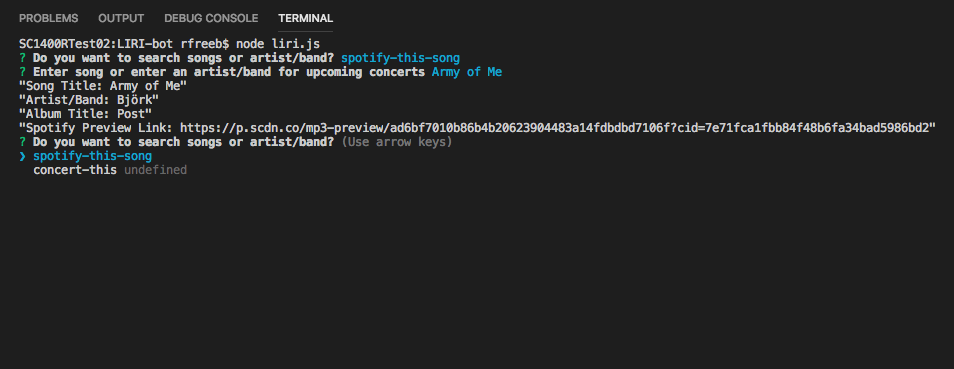 PROBLEMS OUTPUT DEBUG CONSOLE TERMINAL
SC1400RTest02:LIRI-bot rfreeb$ node liri.js
? Do you want to search songs or artist/band? spotify-this-song
? Enter song or enter an artist/band for upcoming concerts Army of Me
"Song Title: Army of Me"
"Artist/Band: Björk"
"Album Title: Post"
"Spotify Preview Link: https://p.scdn.co/mp3-preview/ad6bf7010b86b4b20623904483a14fdbdbd7106f?cid=7e71fca1fbb84f48b6fa34bad5986bd2"
? Do you want to search songs or artist/band? (Use arrow keys)
❯ spotify-this-song
concert-this undefined